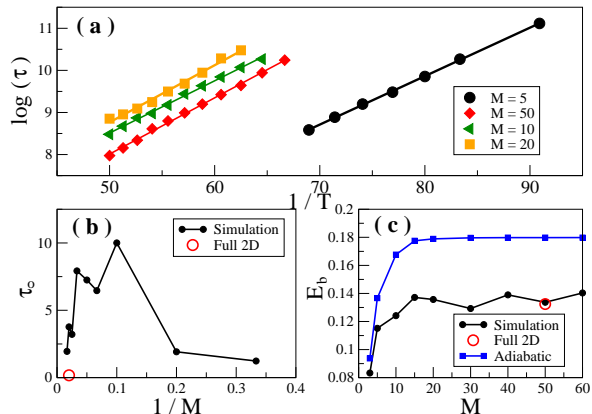 ( a )
log ( τ )
11
10
9
8
M = 5
M = 50
M = 10
M = 20
40
50
60
70
80
90
1 / T
( b )
τo
10
5
0
Simulation
Full 2D
0
0.1
0.2
0.3
0.4
1 / M
( c )
Eb
0.2
0.18
0.16
0.14
0.12
0.1
0.08
Simulation
Full 2D
Adiabatic
0
10
20
30
40
50
60
M